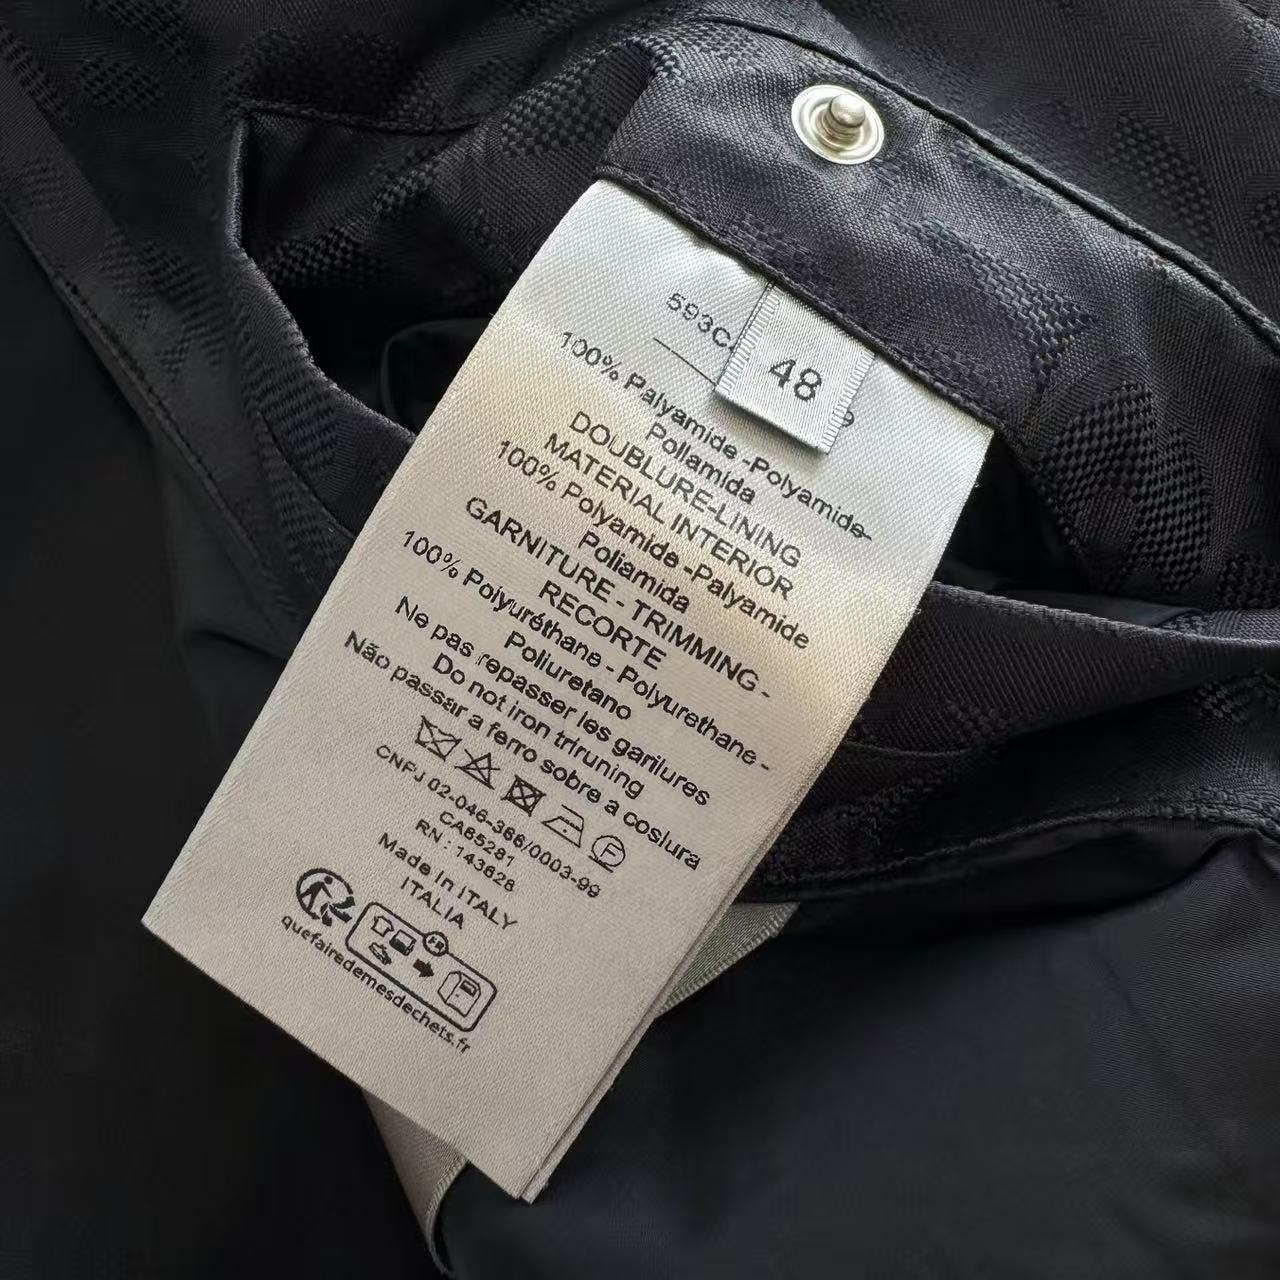 593C
48
9
100% Palyamide -Polyamide-
Poliamida
DOUBLURE-LINING
MATERIAL INTERIOR
100% Polyamide -Palyamide
Poliamida
GARNITURE - TRIMMING -
RECORTE
100% Polyuréthane - Polyurethane -
Poliuretano
Ne pas repasser les garilures
Do not iron triruning
Não passar a ferro sobre a coslura
F
CNPJ 02-046-366/0003-99
CA65281
RN : 143828
Made in ITALY
ITALIA
FR
quefairedemesdechets.fr